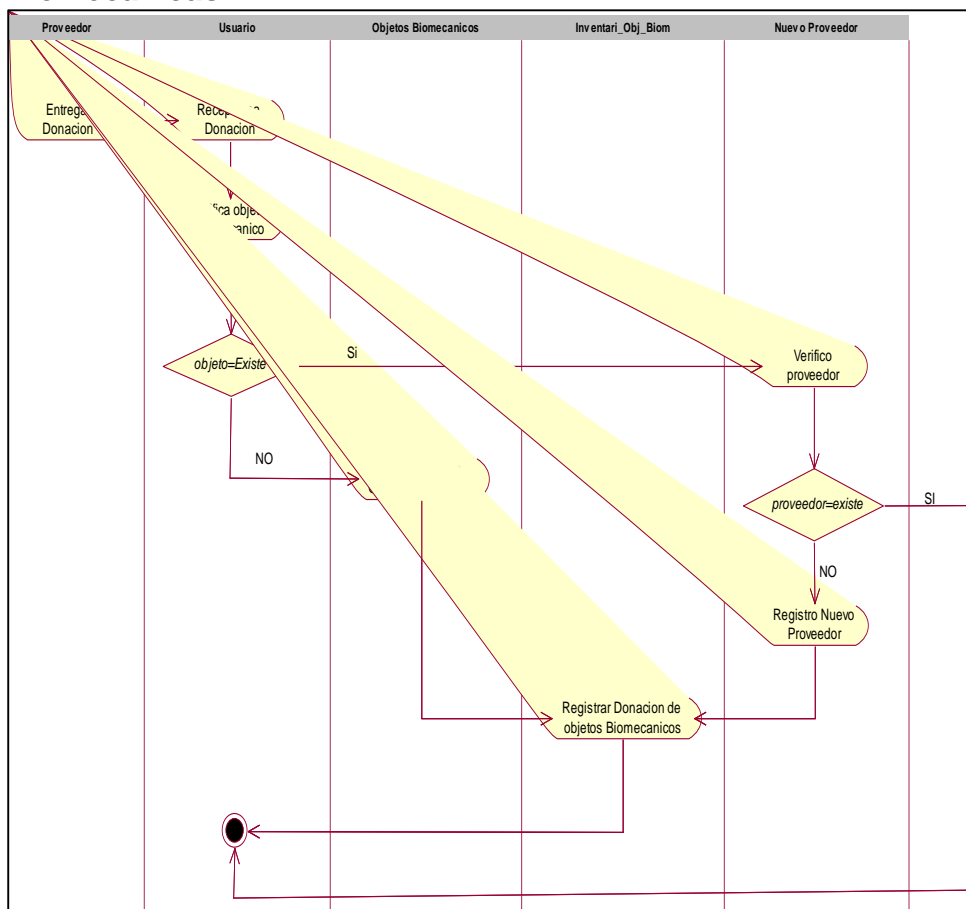 Proveedor
Usuario
Objetos Biomecanicos
Inventari_Obj_Biom
Nuevo Proveedor
Entrega
Donacion
Donacion
objeto=Existe
Si
Verifico
proveedor
NO
proveedor=existe
SI
NO
Registro Nuevo
Proveedor
Registrar Donacion de
objetos Biomecanicos